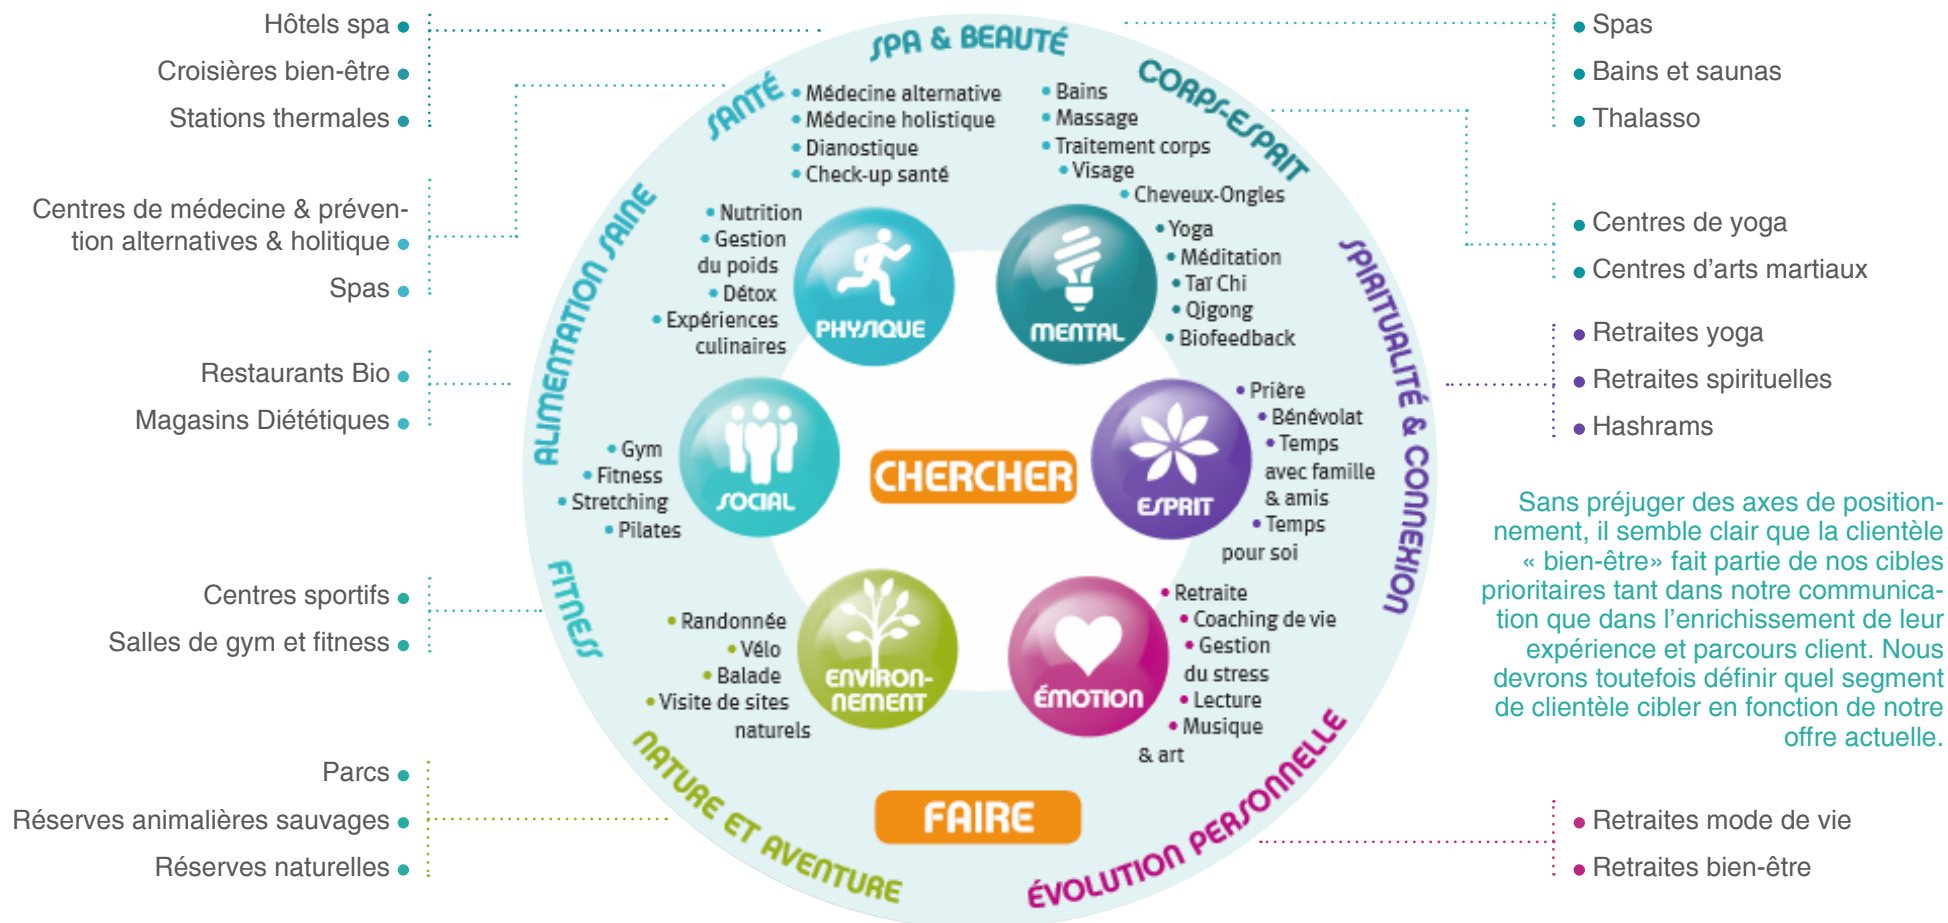 Hôtels spa
Croisières bien-être
Stations thermales
Centres de médecine & préven-
tion alternatives & holitique
Spas
Restaurants Bio
Magasins Diététiques
Centres sportifs
Salles de gym et fitness
Parcs
Réserves animalières sauvages
Réserves naturelles
SPA & BEAUTÉ
SANTÉ
CORPS-ESPRIT
ALIMENTATION SAINE
SPIRITUALITÉ & CONNEXION
FITNESS
NATURE ET AVENTURE
ÉVOLUTION PERSONNELLE
Médecine alternative
Médecine holistique
Dianostique
Check-up santé
Bains
Massage
Traitement corps
Visage
Cheveux-Ongles
Nutrition
Gestion
du poids
Détox
Expériences
culinaires
PHYSIQUE
MENTAL
Yoga
Méditation
Taï Chi
Qigong
Biofeedback
Gym
Fitness
Stretching
Pilates
SOCIAL
CHERCHER
ESPRIT
Prière
Bénévolat
Temps
avec famille
& amis
Temps
pour soi
Randonnée
Vélo
Balade
Visite de sites
naturels
ENVIRON-
NEMENT
ÉMOTION
Retraite
Coaching de vie
Gestion
du stress
Lecture
Musique
& art
FAIRE
Spas
Bains et saunas
Thalasso
Centres de yoga
Centres d’arts martiaux
Retraites yoga
Retraites spirituelles
Hashrams
Sans préjuger des axes de position-
nement, il semble clair que la clientèle
« bien-être» fait partie de nos cibles
prioritaires tant dans notre communica-
tion que dans l’enrichissement de leur
expérience et parcours client. Nous
devrons toutefois définir quel segment
de clientèle cibler en fonction de notre
offre actuelle.
Retraites mode de vie
Retraites bien-être